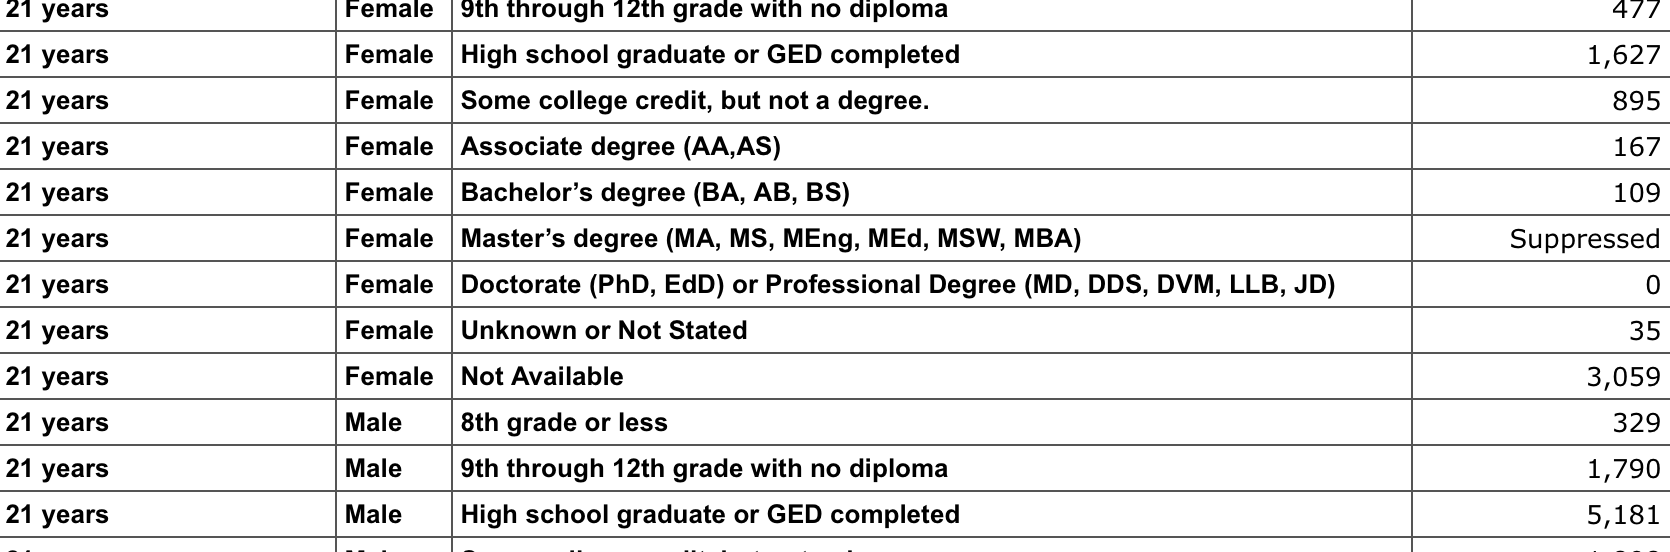 21 years Female 9th through 12th grade with no diploma 477
21 years Female High school graduate or GED completed 1,627
21 years Female Some college credit, but not a degree. 895
21 years Female Associate degree (AA,AS) 167
21 years Female Bachelor’s degree (BA, AB, BS) 109
21 years Female Master’s degree (MA, MS, MEng, MEd, MSW, MBA) Suppressed
21 years Female Doctorate (PhD, EdD) or Professional Degree (MD, DDS, DVM, LLB, JD) 0
21 years Female Unknown or Not Stated 35
21 years Female Not Available 3,059
21 years Male 8th grade or less 329
21 years Male 9th through 12th grade with no diploma 1,790
21 years Male High school graduate or GED completed 5,181